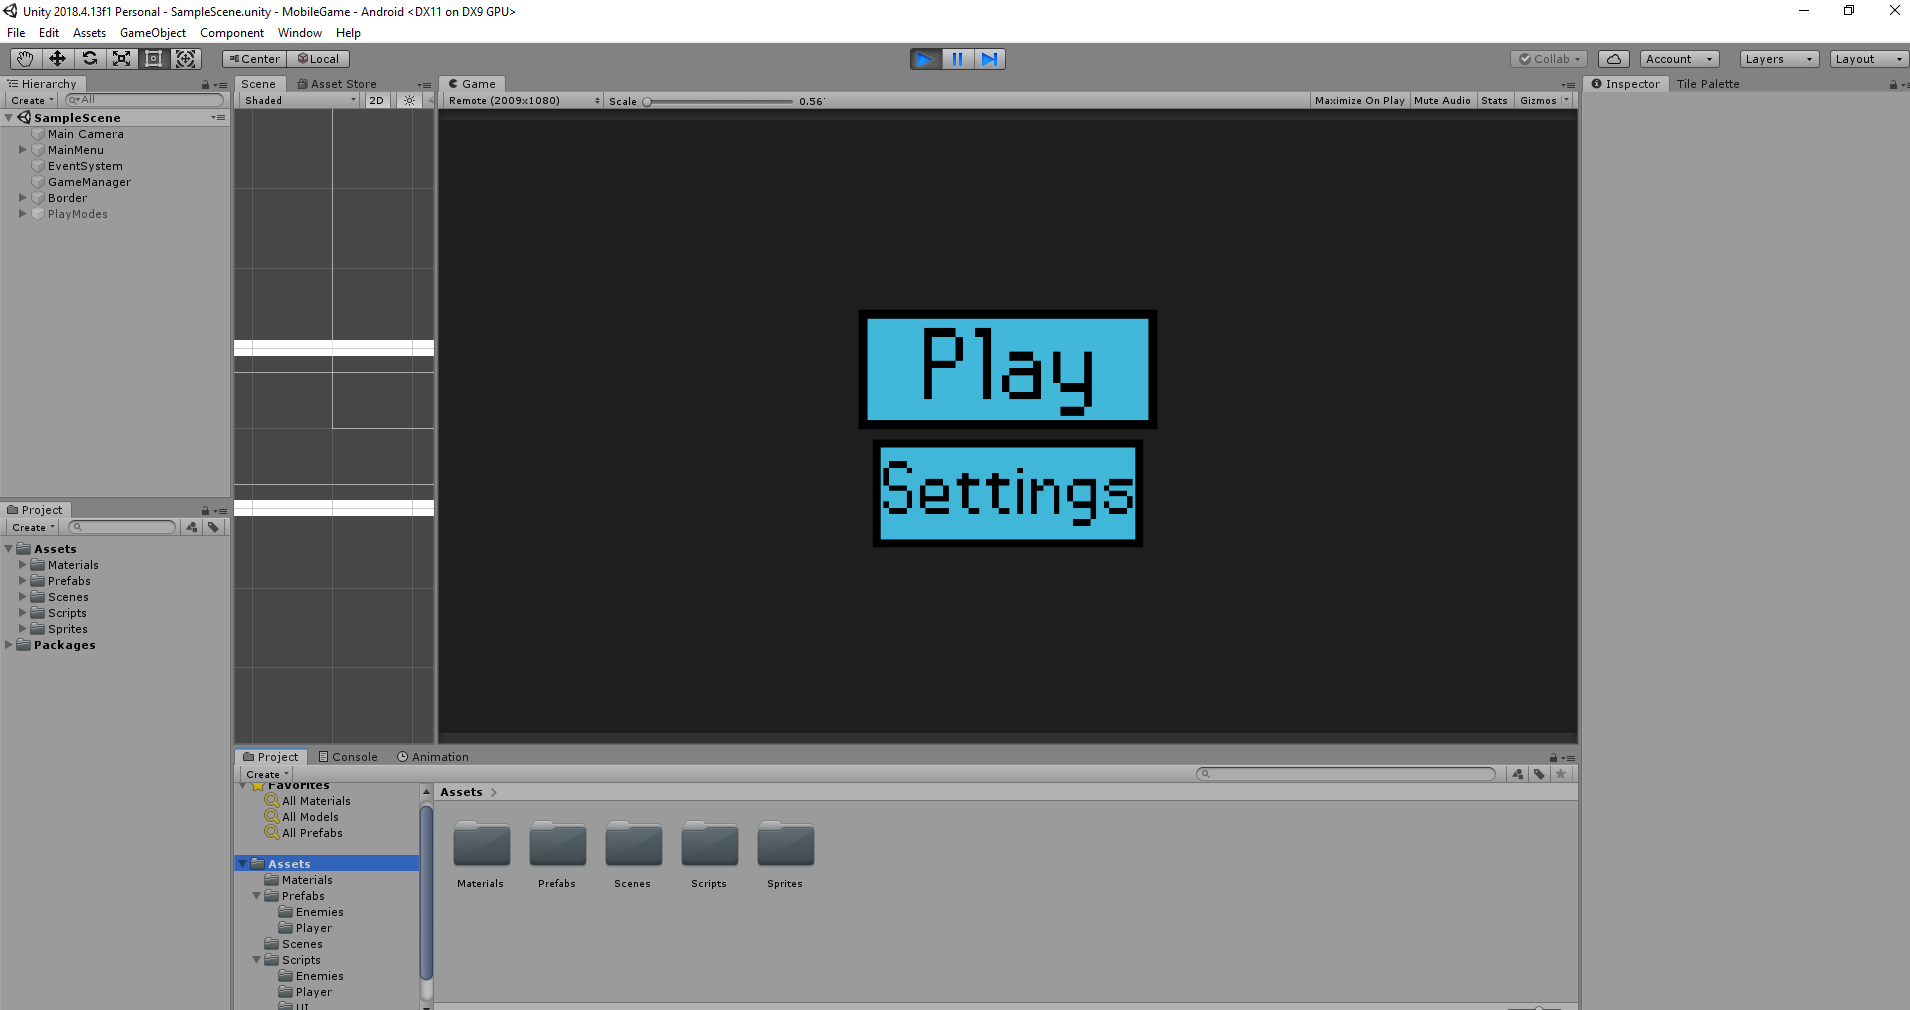 Unity 2018.4.13f1 Personal - SampleScene.unity - MobileGame - Android <DX11 on DX9 GPU>
File Edit Assets GameObject Component Window Help
Center Local Collab Account Layers Layout
Hierarchy
Create All
SampleScene
Main Camera
MainMenu
EventSystem
GameManager
Border
PlayModes
Scene Asset Store
Shaded 2D
Game
Remote (2009x1080) Scale 0.56 Maximize On Play Mute Audio Stats Gizmos
Play
Settings
Inspector Tile Palette
Project
Create
Assets
Materials
Prefabs
Scenes
Scripts
Sprites
Packages
Project Console Animation
Create
Favorites
All Materials
All Models
All Prefabs
Assets
Materials
Prefabs
Enemies
Player
Scenes
Scripts
Enemies
Player
UI
Assets
Materials Prefabs Scenes Scripts Sprites